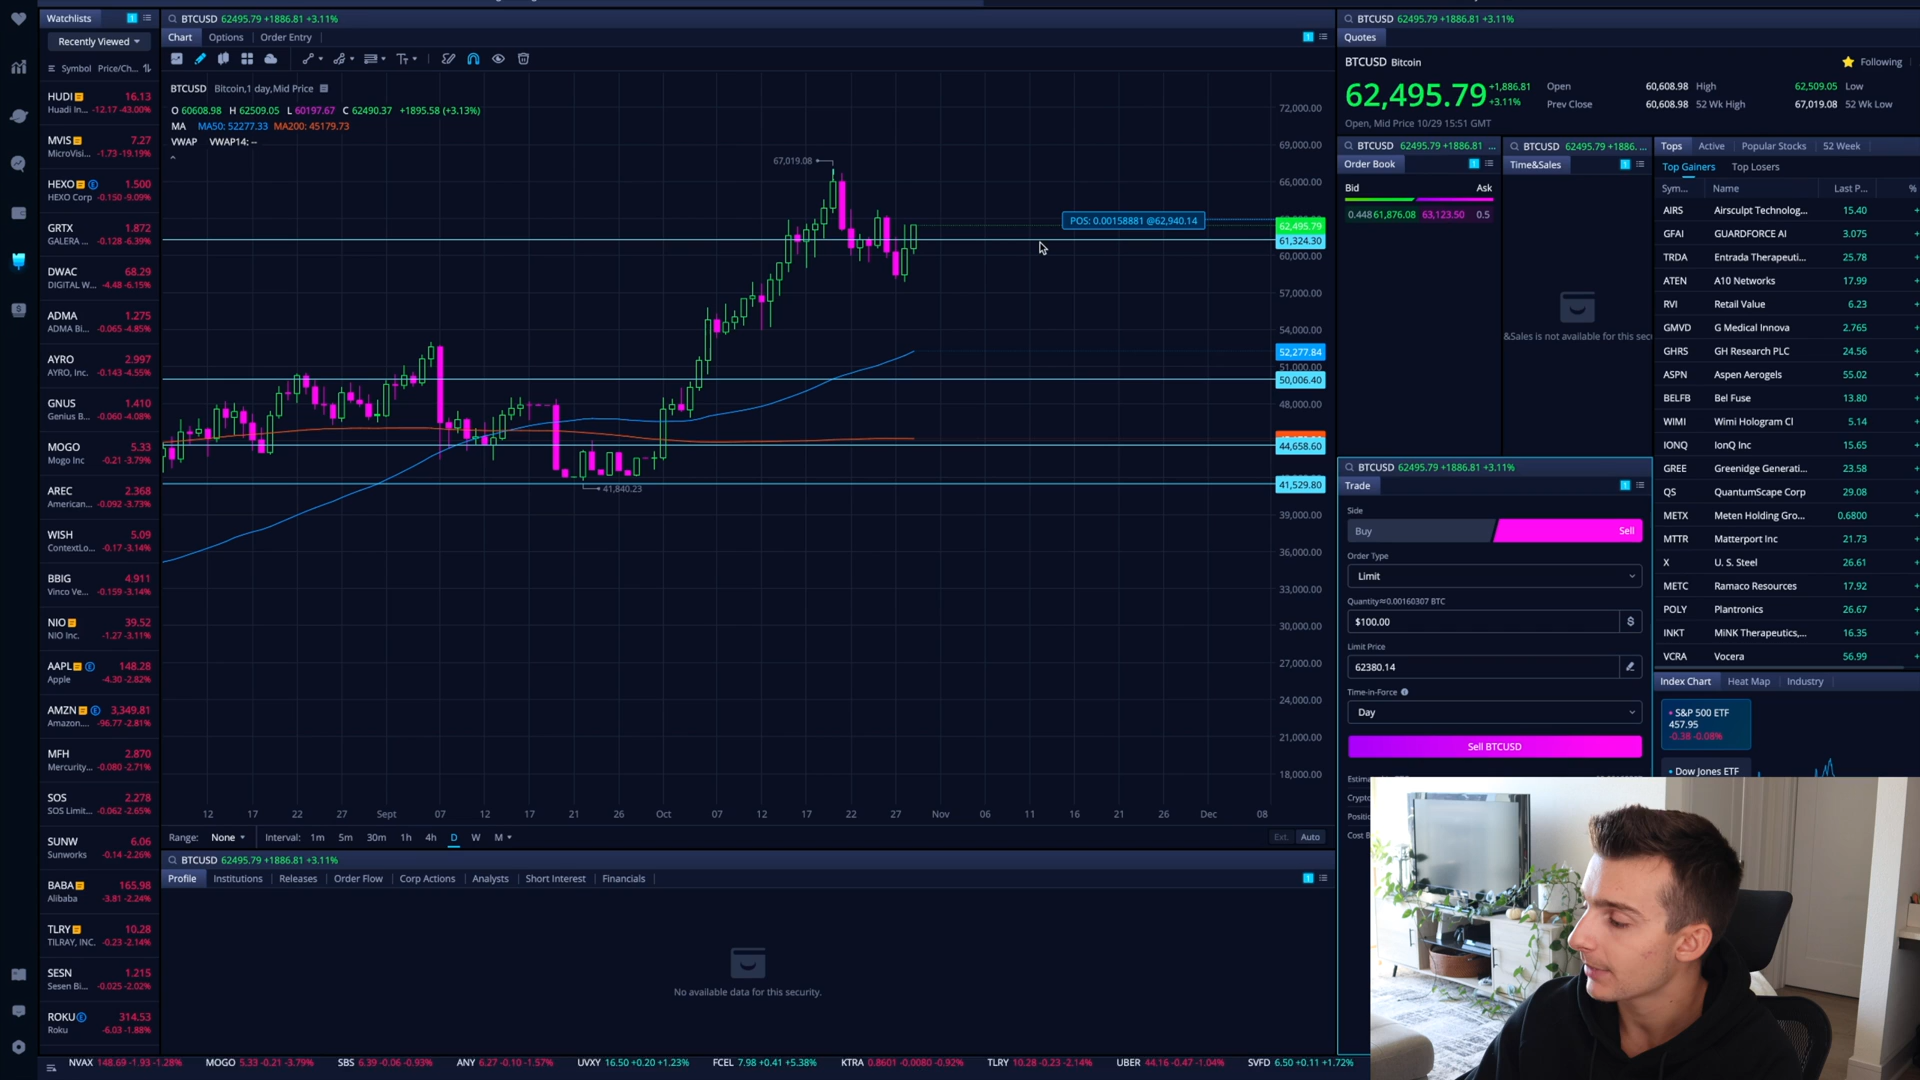 Watchlists 1
Recently Viewed
Symbol Price/Ch...
HUDI 16.13
Huadi In... -12.17 -43.00%
MVIS 7.27
MicroVisi... -1.73 -19.19%
HEXO E 1.500
HEXO Corp -0.150 -9.09%
GRTX 1.872
GALERA ... -0.128 -6.39%
DWAC 68.29
DIGITAL W... -4.48 -6.15%
ADMA 1.275
ADMA Bi... -0.065 -4.85%
AYRO 2.997
AYRO, Inc. -0.143 -4.55%
GNUS 1.410
Genius B... -0.060 -4.08%
MOGO 5.33
Mogo Inc -0.21 -3.79%
AREC 2.368
American... -0.092 -3.73%
WISH 5.09
ContextLo... -0.17 -3.14%
BBIG 4.911
Vinco Ve... -0.159 -3.14%
NIO 39.52
NIO Inc. -1.27 -3.11%
AAPL E 148.28
Apple -4.30 -2.82%
AMZN E 3,349.81
Amazon.... -96.77 -2.81%
MFH 2.870
Mercurity... -0.080 -2.71%
SOS 2.278
SOS Limit... -0.062 -2.65%
SUNW 6.06
Sunworks -0.14 -2.26%
BABA 165.98
Alibaba -3.81 -2.24%
TLRY 10.28
TILRAY, INC. -0.23 -2.14%
SESN 1.215
Sesen Bi... -0.025 -2.02%
ROKU E 314.53
Roku -6.03 -1.88%
BTCUSD 62495.79 +1886.81 +3.11%
Chart Options Order Entry 1
BTCUSD Bitcoin,1 day,Mid Price
O 60608.98 H 62509.05 L 60197.67 C 62490.37 +1895.58 (+3.13%)
MA MA50: 52277.33 MA200: 45179.73
VWAP VWAP14: --
67,019.08
POS: 0.00158881 @62,940.14
41,840.23
72,000.00
69,000.00
66,000.00
62,495.79
61,324.30
60,000.00
57,000.00
54,000.00
52,277.84
51,000.00
50,006.40
48,000.00
44,658.60
41,529.80
39,000.00
36,000.00
33,000.00
30,000.00
27,000.00
24,000.00
21,000.00
18,000.00
12 17 22 27 Sept 07 12 17 21 26 Oct 07 12 17 22 27 Nov 06 11 16 21 26 Dec 08
Range: None Interval: 1m 5m 30m 1h 4h D W M Ext. Auto
BTCUSD 62495.79 +1886.81 +3.11%
Profile Institutions Releases Order Flow Corp Actions Analysts Short Interest Financials 1
No available data for this security.
BTCUSD 62495.79 +1886.81 +3.11%
Quotes
BTCUSD Bitcoin Following
62,495.79 +1,886.81 +3.11%
Open 60,608.98 High 62,509.05 Low
Prev Close 60,608.98 52 Wk High 67,019.08 52 Wk Low
Open, Mid Price 10/29 15:51 GMT
BTCUSD 62495.79 +1886.81 ...
Order Book 1
Bid Ask
0.448 61,876.08 63,123.50 0.5
BTCUSD 62495.79 +1886. ...
Time&Sales 1
&Sales is not available for this sec
Tops Active Popular Stocks 52 Week
Top Gainers Top Losers
Sym... Name Last P... %
AIRS Airsculpt Technolog... 15.40 +
GFAI GUARDFORCE AI 3.075 +
TRDA Entrada Therapeuti... 25.78 +
ATEN A10 Networks 17.99 +
RVI Retail Value 6.23 +
GMVD G Medical Innova 2.765 +
GHRS GH Research PLC 24.56 +
ASPN Aspen Aerogels 55.02 +
BELFB Bel Fuse 13.80 +
WIMI Wimi Hologram Cl 5.14 +
IONQ IonQ Inc 15.65 +
GREE Greenidge Generati... 23.58 +
QS QuantumScape Corp 29.08 +
METX Meten Holding Gro... 0.6800 +
MTTR Matterport Inc 21.73 +
X U. S. Steel 26.61 +
METC Ramaco Resources 17.92 +
POLY Plantronics 26.67 +
INKT MiNK Therapeutics,... 16.35 +
VCRA Vocera 56.99 +
BTCUSD 62495.79 +1886.81 +3.11%
Trade 1
Side
Buy Sell
Order Type
Limit
Quantity≈0.00160307 BTC
$100.00 $
Limit Price
62380.14
Time-in-Force
Day
Sell BTCUSD
Estima
Crypto
Positi
Cost B
Index Chart Heat Map Industry
S&P 500 ETF
457.95
-0.38 -0.08%
Dow Jones ETF
NVAX 148.69 -1.93 -1.28% MOGO 5.33 -0.21 -3.79% SBS 6.39 -0.06 -0.93% ANY 6.27 -0.10 -1.57% UVXY 16.50 +0.20 +1.23% FCEL 7.98 +0.41 +5.38% KTRA 0.8601 -0.0080 -0.92% TLRY 10.28 -0.23 -2.14% UBER 44.16 -0.47 -1.04% SVFD 6.50 +0.11 +1.72%